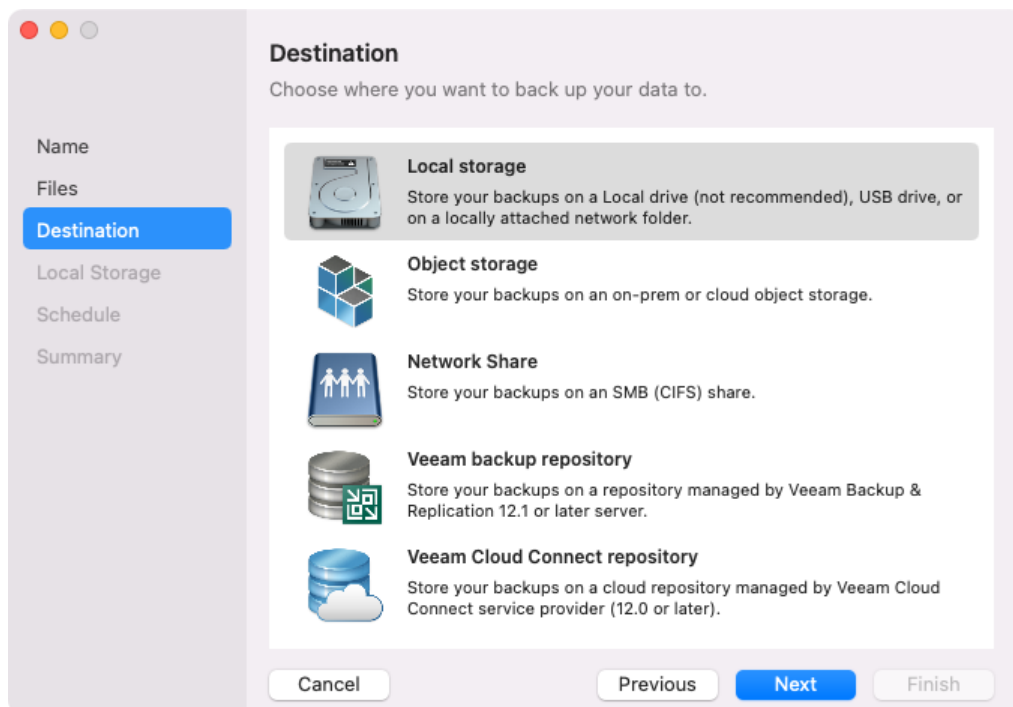 Destination
Choose where you want to back up your data to.
Name
Files
Destination
Local Storage
Schedule
Summary
Local storage
Store your backups on a Local drive (not recommended), USB drive, or
on a locally attached network folder.
Object storage
Store your backups on an on-prem or cloud object storage.
Network Share
Store your backups on an SMB (CIFS) share.
Veeam backup repository
Store your backups on a repository managed by Veeam Backup &
Replication 12.1 or later server.
Veeam Cloud Connect repository
Store your backups on a cloud repository managed by Veeam Cloud
Connect service provider (12.0 or later).
Cancel
Previous
Next
Finish